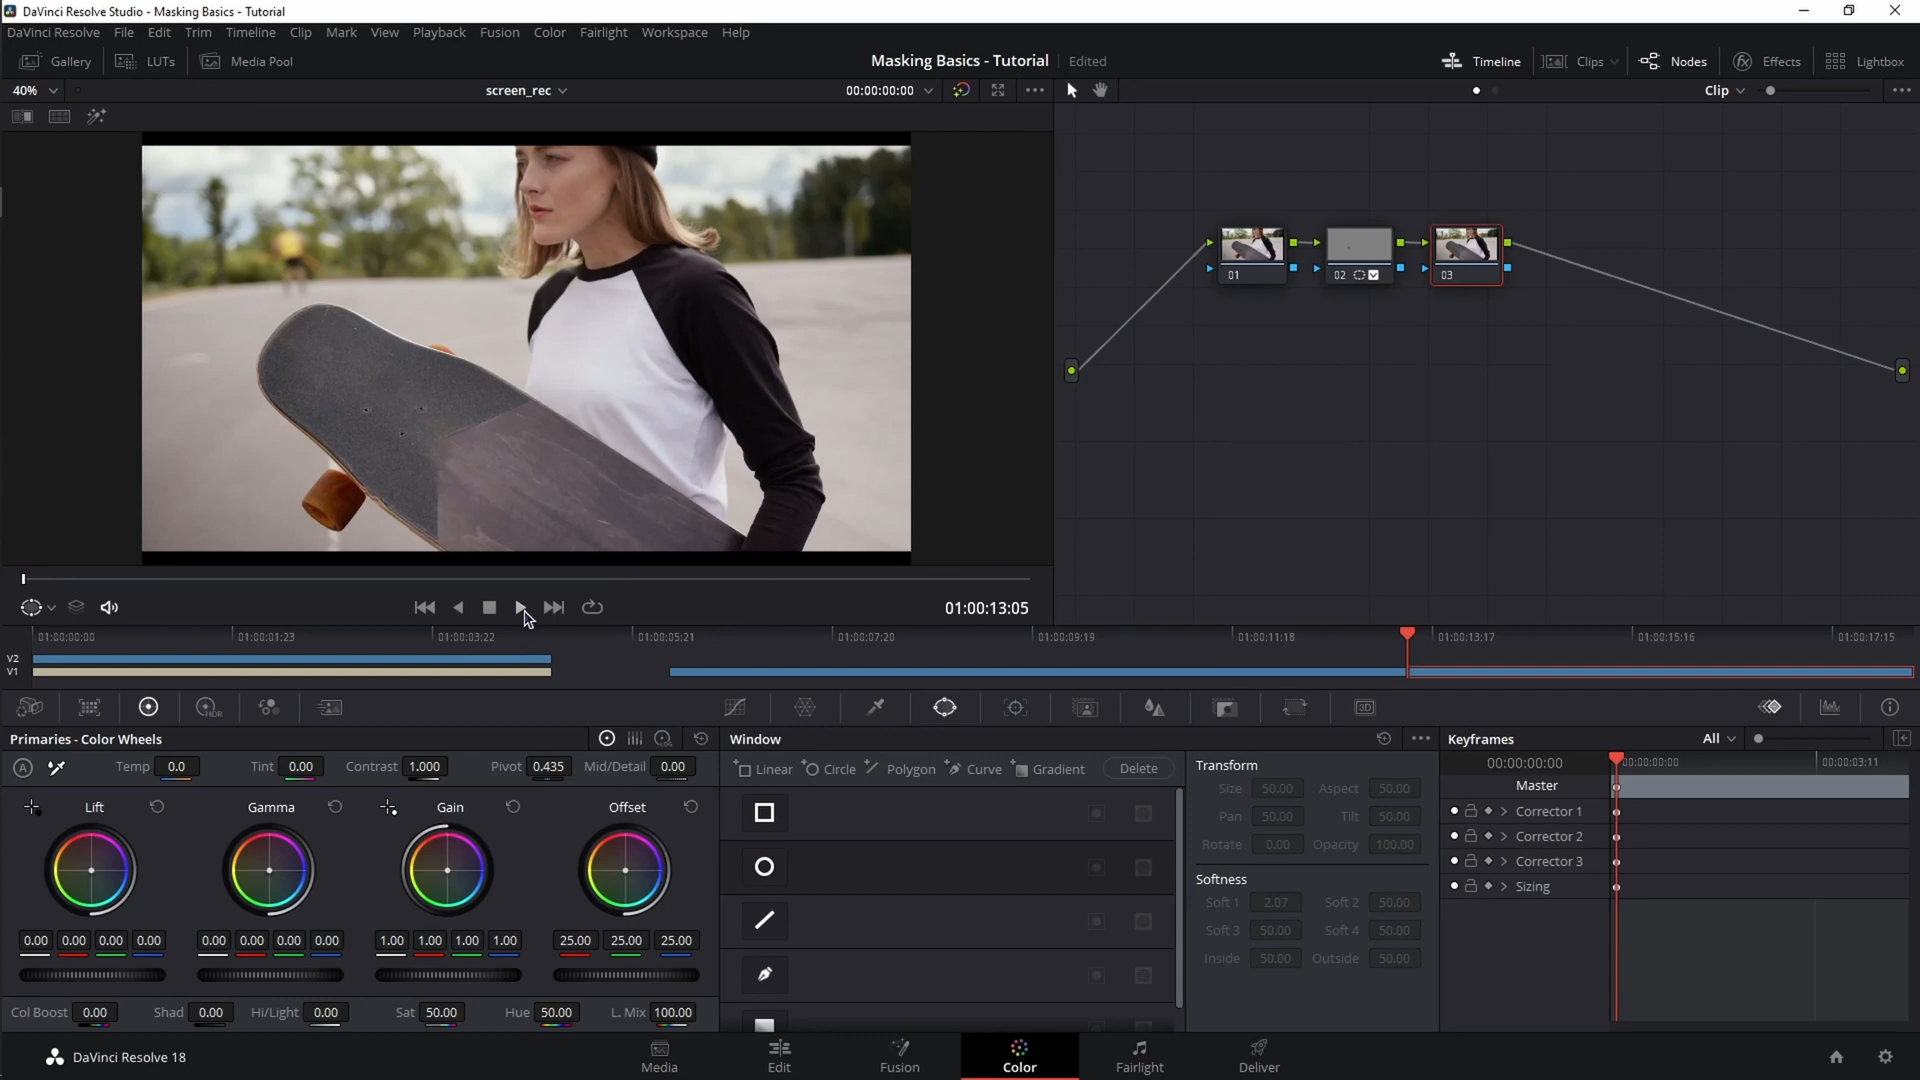 DaVinci Resolve Studio - Masking Basics - Tutorial
DaVinci Resolve File Edit Trim Timeline Clip Mark View Playback Fusion Color Fairlight Workspace Help
Gallery LUTs Media Pool Masking Basics - Tutorial Edited Timeline Clips Nodes Effects Lightbox
40% screen_rec 00:00:00:00 Clip
01 02 03
01:00:13:05
01:00:00:00 01:00:01:23 01:00:03:22 01:00:05:21 01:00:07:20 01:00:09:19 01:00:11:18 01:00:13:17 01:00:15:16 01:00:17:15
V2
V1
HDR 3D
Primaries - Color Wheels LOG
A Temp 0.0 Tint 0.00 Contrast 1.000 Pivot 0.435 Mid/Detail 0.00
Lift Gamma Gain Offset
0.00 0.00 0.00 0.00 0.00 0.00 0.00 0.00 1.00 1.00 1.00 1.00 25.00 25.00 25.00
Col Boost 0.00 Shad 0.00 Hi/Light 0.00 Sat 50.00 Hue 50.00 L. Mix 100.00
Window
Linear Circle Polygon Curve Gradient Delete
Transform
Size 50.00 Aspect 50.00
Pan 50.00 Tilt 50.00
Rotate 0.00 Opacity 100.00
Softness
Soft 1 2.07 Soft 2 50.00
Soft 3 50.00 Soft 4 50.00
Inside 50.00 Outside 50.00
Keyframes All
00:00:00:00 00:00:00:00 00:00:03:11
Master
Corrector 1
Corrector 2
Corrector 3
Sizing
DaVinci Resolve 18 Media Edit Fusion Color Fairlight Deliver